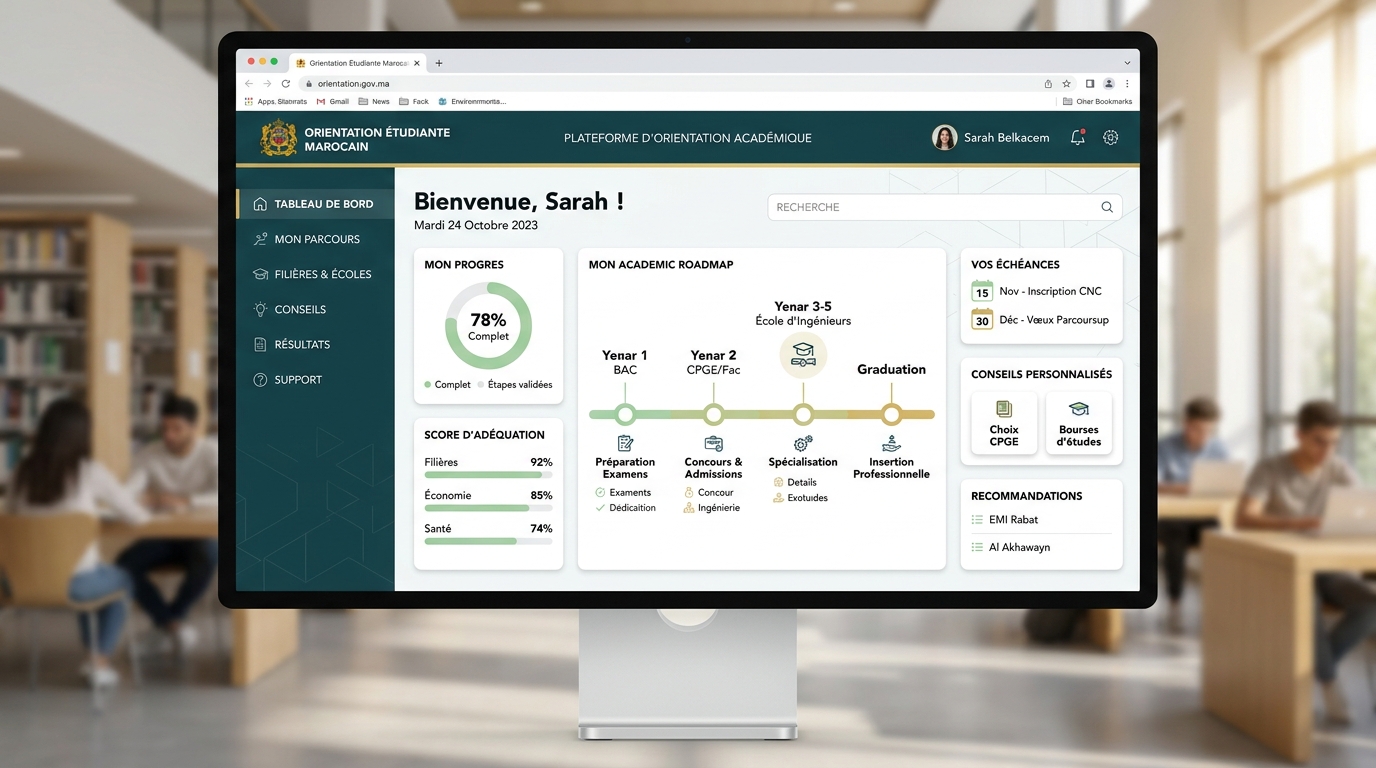 Orientation Étudiante Maroca
orientation.gov.ma
Apps. Gmail News Fack
Oher Bookmarks
ORIENTATION ÉTUDIANTE
MAROCAIN
PLATEFORME D'ORIENTATION ACADÉMIQUE
Sarah Belkacem
TABLEAU DE BORD
MON PARCOURS
FILIÈRES & ÉCOLES
CONSEILS
RÉSULTATS
SUPPORT
Bienvenue, Sarah !
Mardi 24 Octobre 2023
RECHERCHE
MON PROGRES
78%
Complet
Complet Étapes validées
SCORE D'ADÉQUATION
Filières 92%
Économie 85%
Santé 74%
MON ACADEMIC ROADMAP
Yenar 1
BAC
Yenar 2
CPGE/Fac
Yenar 3-5
École d'Ingénieurs
Graduation
Préparation
Examens
Examents
Dédicaition
Concours &
Admissions
Concour
Ingénierie
Spécialisation
Details
Exotuıdes
Insertion
Professionnelle
VOS ÉCHÉANCES
15 Nov - Inscription CNC
30 Déc - Vœux Parcoursup
CONSEILS PERSONNALISÉS
Choix
CPGE
Bourses
d'études
RECOMMANDATIONS
EMI Rabat
Al Akhawayn